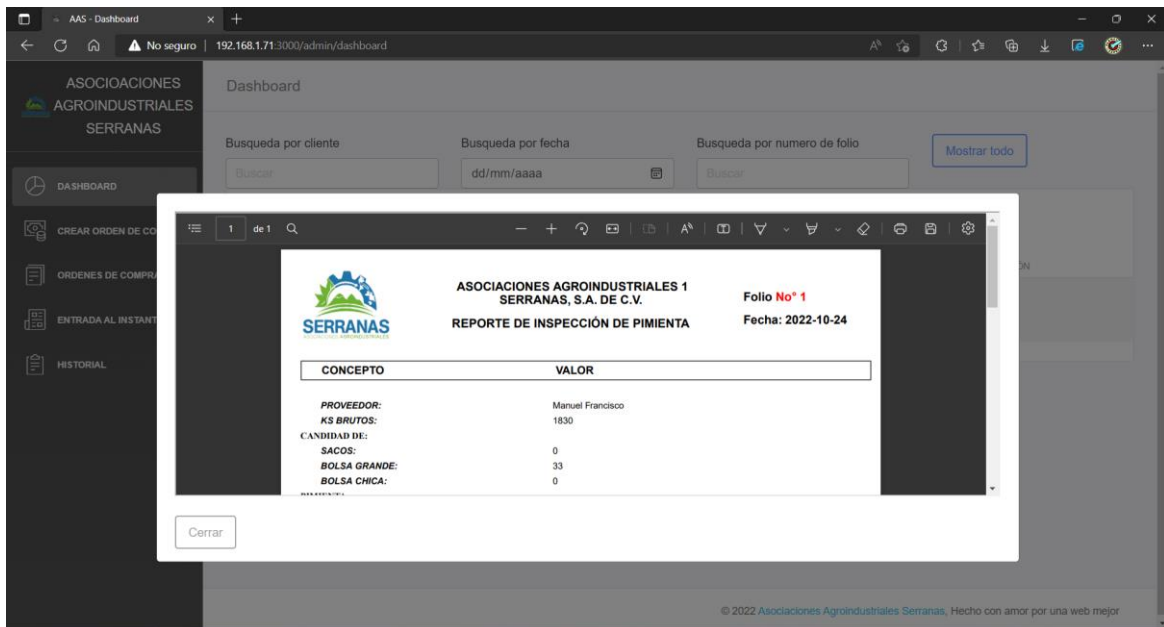 AAS - Dashboard
No seguro
192.168.1.71:3000/admin/dashboard
ASOCIOACIONES
AGROINDUSTRIALES
SERRANAS
Dashboard
Busqueda por cliente
Busqueda por fecha
Busqueda por numero de folio
Mostrar todo
Buscar
dd/mm/aaaa
Buscar
DASHBOARD
CREAR ORDEN DE CO
ORDENES DE COMPRA
ENTRADA AL INSTANT
HISTORIAL
1 de 1
SERRANAS
ASOCIACIONES AGROINDUSTRIALES
ASOCIACIONES AGROINDUSTRIALES 1
SERRANAS, S.A. DE C.V.
REPORTE DE INSPECCIÓN DE PIMIENTA
Folio No° 1
Fecha: 2022-10-24
CONCEPTO VALOR
PROVEEDOR: Manuel Francisco
KS BRUTOS: 1830
CANDIDAD DE:
SACOS: 0
BOLSA GRANDE: 33
BOLSA CHICA: 0
ÓN
Cerrar
© 2022 Asociaciones Agroindustriales Serranas, Hecho con amor por una web mejor